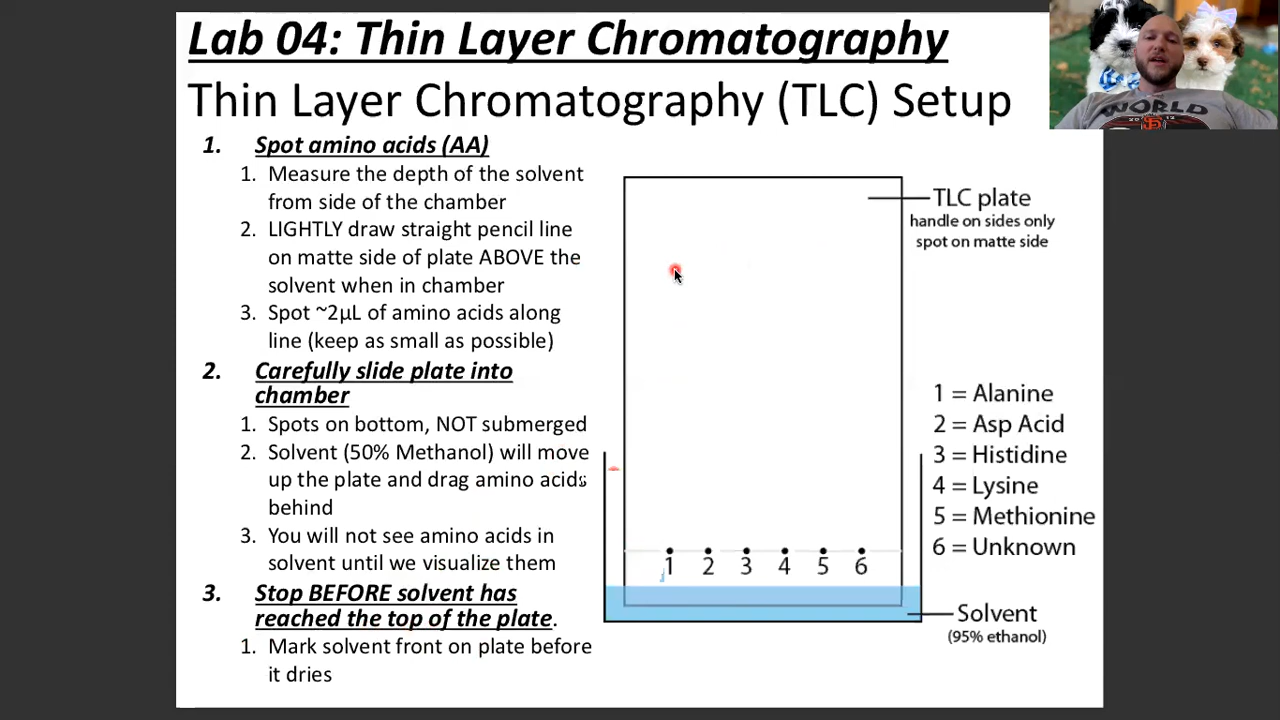 Lab 04: Thin Layer Chromatography
Thin Layer Chromatography (TLC) Setup
1. Spot amino acids (AA)
1. Measure the depth of the solvent
from side of the chamber
2. LIGHTLY draw straight pencil line
on matte side of plate ABOVE the
solvent when in chamber
3. Spot ~2µL of amino acids along
line (keep as small as possible)
2. Carefully slide plate into
chamber
1. Spots on bottom, NOT submerged
2. Solvent (50% Methanol) will move
up the plate and drag amino acids
behind
3. You will not see amino acids in
solvent until we visualize them
3. Stop BEFORE solvent has
reached the top of the plate.
1. Mark solvent front on plate before
it dries
TLC plate
handle on sides only
spot on matte side
1 = Alanine
2 = Asp Acid
3 = Histidine
4 = Lysine
5 = Methionine
6 = Unknown
1 2 3 4 5 6
Solvent
(95% ethanol)
WORLD
20 12
SF